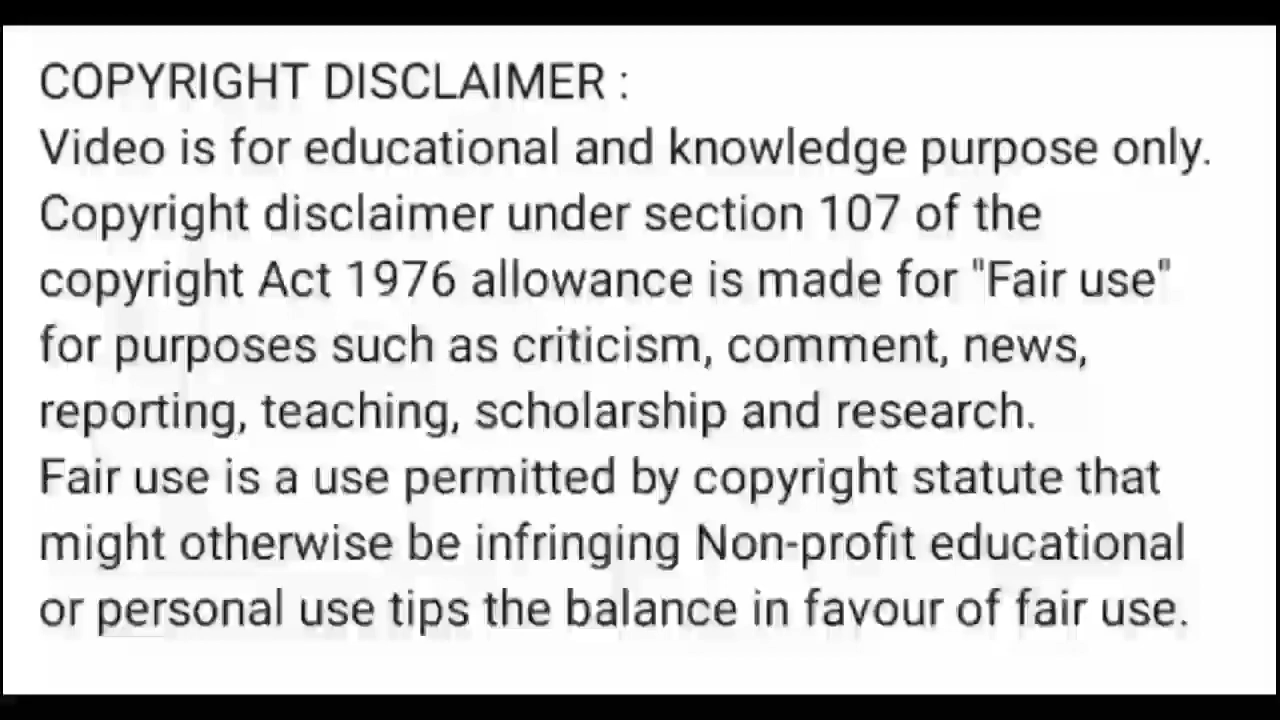 COPYRIGHT DISCLAIMER :
Video is for educational and knowledge purpose only.
Copyright disclaimer under section 107 of the
copyright Act 1976 allowance is made for "Fair use"
for purposes such as criticism, comment, news,
reporting, teaching, scholarship and research.
Fair use is a use permitted by copyright statute that
might otherwise be infringing Non-profit educational
or personal use tips the balance in favour of fair use.